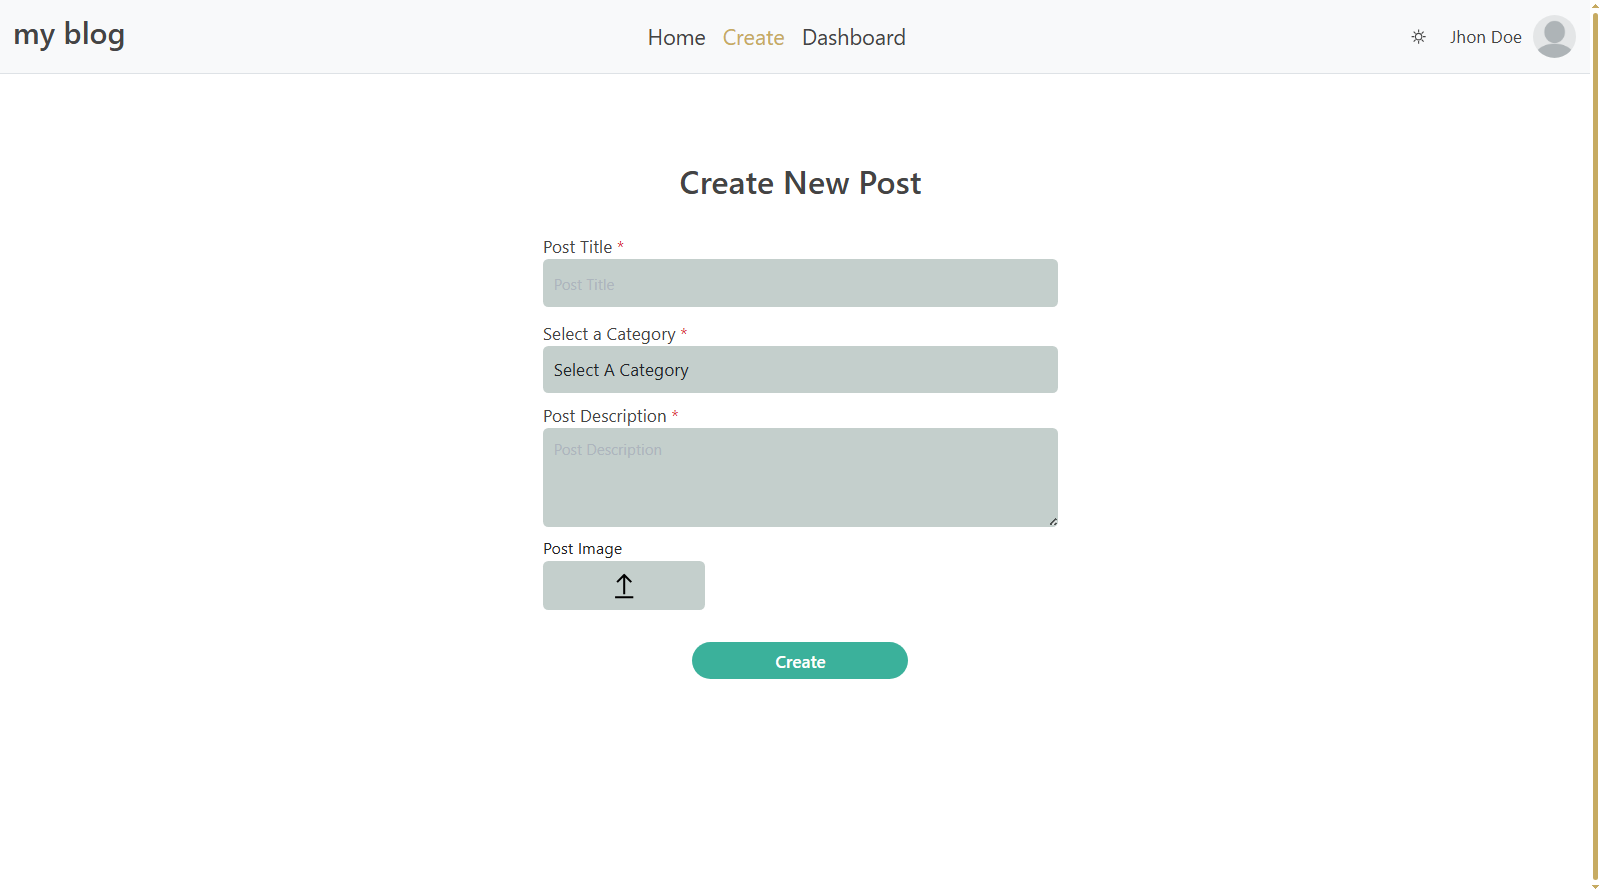 my blog
Home Create Dashboard
Jhon Doe
Create New Post
Post Title *
Post Title
Select a Category *
Select A Category
Post Description *
Post Description
Post Image
Create